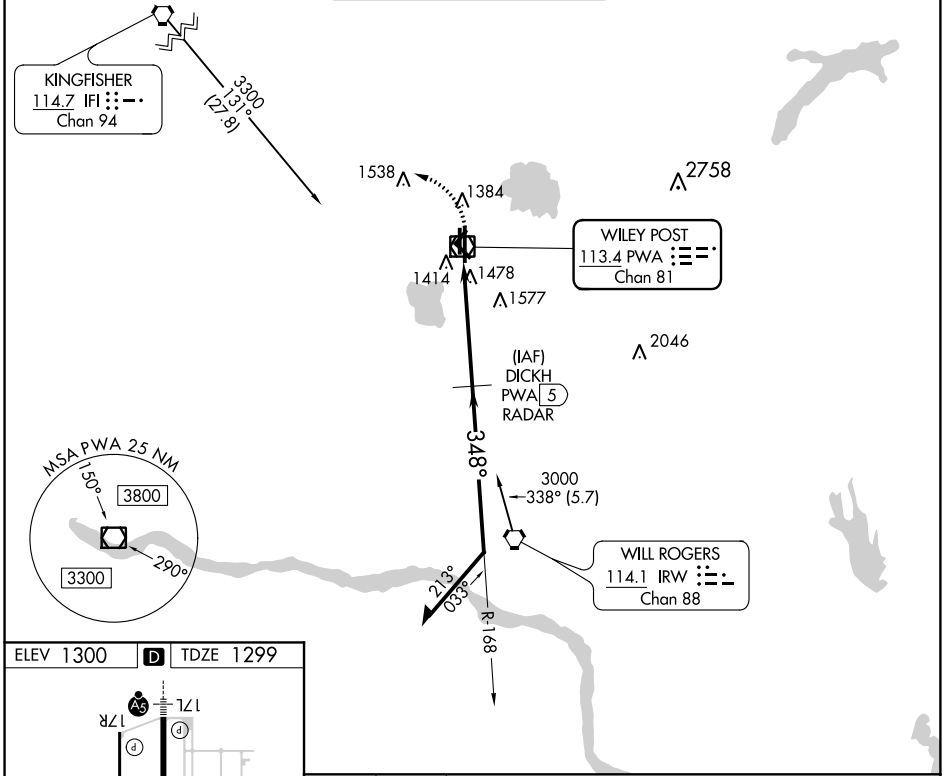 KINGFISHER
114.7 IFI
Chan 94
3300
131°
(27.8)
1538
1384
2758
WILEY POST
113.4 PWA
Chan 81
1414
1478
1577
2046
(IAF)
DICKH
PWA 5
RADAR
348°
MSA PWA 25 NM
150°
3800
290°
3300
3000
338° (5.7)
WILL ROGERS
114.1 IRW
Chan 88
213°
033°
R-168
ELEV 1300 D TDZE 1299
A5
17R
17L
P
P